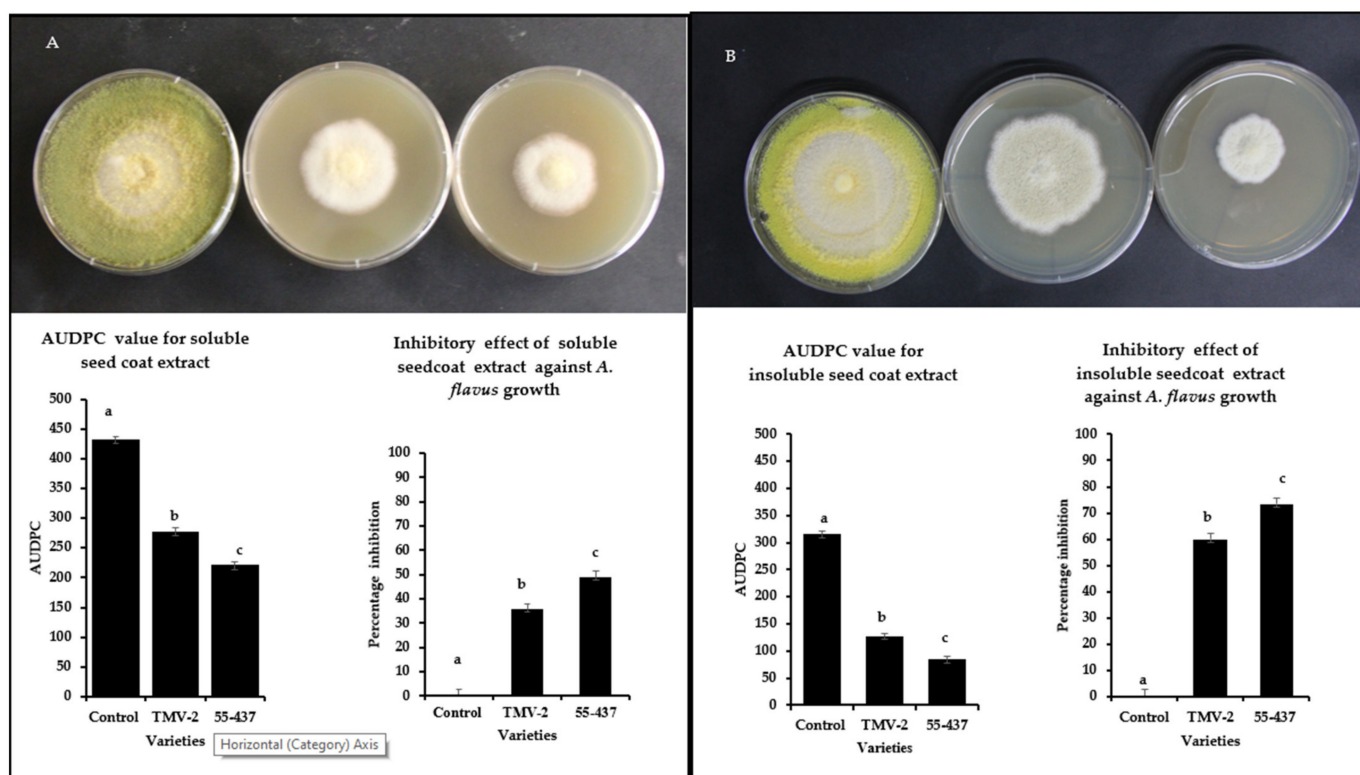 A
AUDPC value for soluble
seed coat extract
500
450
400
350
300
250
200
150
100
50
0
AUDPC
a
b
c
Control TMV-2 55-437
Varieties
Horizontal (Category) Axis
Inhibitory effect of soluble
seedcoat extract against A.
flavus growth
100
90
80
70
60
50
40
30
20
10
0
Percentage inhibition
a
b
c
Control TMV-2 55-437
Varieties
B
AUDPC value for
insoluble seed coat extract
500
450
400
350
300
250
200
150
100
50
0
AUDPC
a
b
c
Control TMV-2 55-437
Varieties
Inhibitory effect of
insoluble seedcoat extract
against A. flavus growth
100
90
80
70
60
50
40
30
20
10
0
Percentage inhibition
a
b
c
Control TMV-2 55-437
Varieties